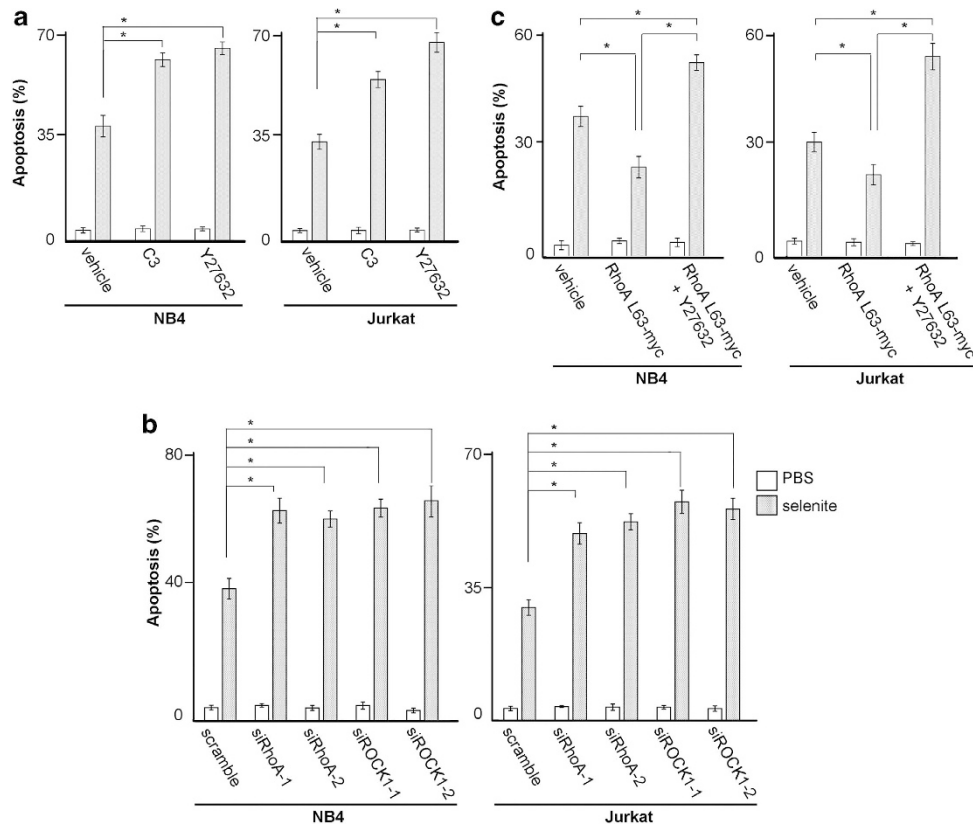 a
Apoptosis (%)
70
35
0
*
*
vehicle
C3
Y27632
NB4
70
35
0
*
*
vehicle
C3
Y27632
Jurkat
c
Apoptosis (%)
60
30
0
*
*
*
vehicle
RhoA L63-myc
RhoA L63-myc
+ Y27632
NB4
60
30
0
*
*
*
vehicle
RhoA L63-myc
RhoA L63-myc
+ Y27632
Jurkat
b
Apoptosis (%)
80
40
0
*
*
*
*
scramble
siRhoA-1
siRhoA-2
siROCK1-1
siROCK1-2
NB4
70
35
0
*
*
*
*
scramble
siRhoA-1
siRhoA-2
siROCK1-1
siROCK1-2
Jurkat
PBS
selenite